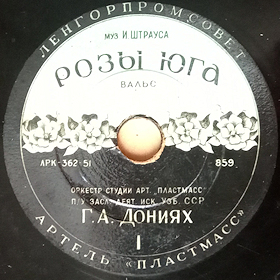 ЛЕНГОРПРОМСОВЕТ
МУЗ И. ШТРАУСА
РОЗЫ ЮГА
ВАЛЬС
АРК-362-51 859
ОРКЕСТР СТУДИИ АРТ. „ПЛАСТМАСС"
П/У ЗАСЛ. ДЕЯТ. ИСК. УЗБ. ССР
Г. А. ДОНИЯХ
I
АРТЕЛЬ „ПЛАСТМАСС"